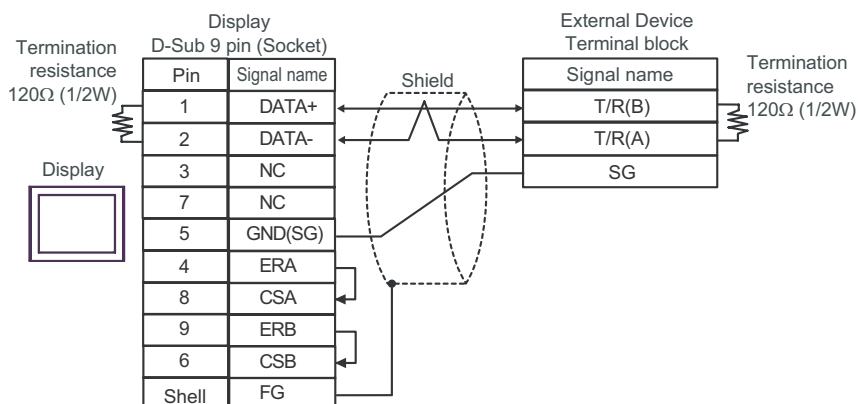 Display
D-Sub 9 pin (Socket)
External Device
Terminal block
Termination
resistance
120Ω (1/2W)
Pin Signal name
Shield
Signal name
Termination
resistance
120Ω (1/2W)
1 DATA+
T/R(B)
2 DATA-
T/R(A)
Display
3 NC
SG
7 NC
5 GND(SG)
4 ERA
8 CSA
9 ERB
6 CSB
Shell FG